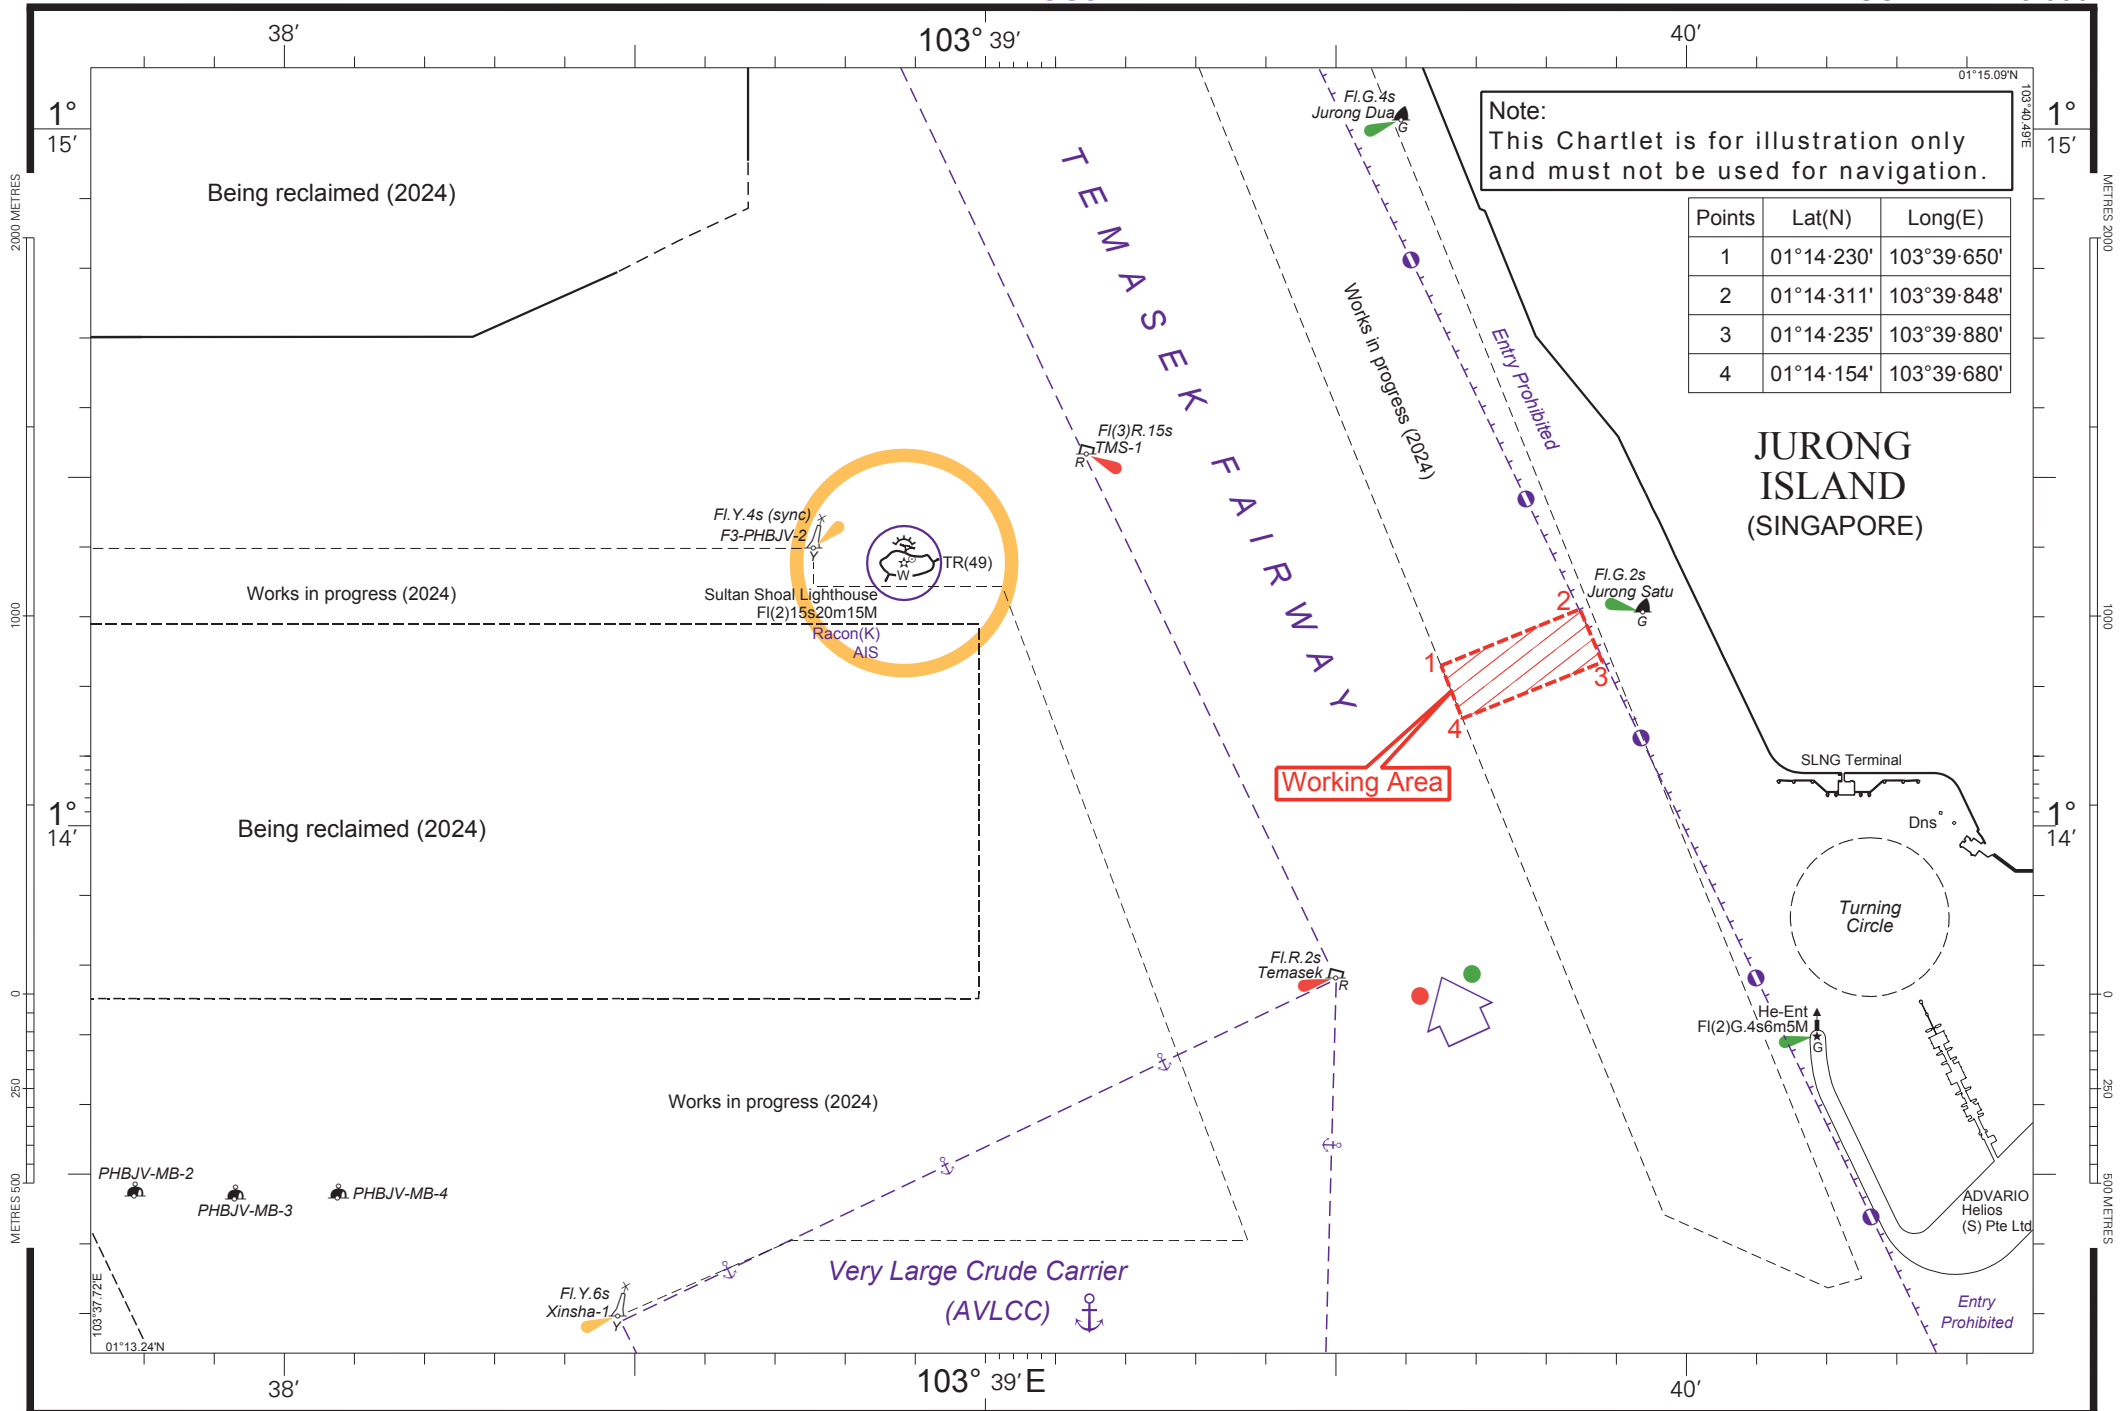 38′
103° 39′
40′
01°15.09'N
103°40.49'E
1°
15′
1°
15′
Note:
This Chartlet is for illustration only
and must not be used for navigation.
Points Lat(N) Long(E)
1 01°14·230' 103°39·650'
2 01°14·311' 103°39·848'
3 01°14·235' 103°39·880'
4 01°14·154' 103°39·680'
Fl.G.4s
Jurong Dua
G
Being reclaimed (2024)
2000 METRES
METRES 2000
TEMASEK FAIRWAY
Works in progress (2024)
Entry Prohibited
JURONG
ISLAND
(SINGAPORE)
Fl(3)R.15s
TMS-1
R
Fl.Y.4s (sync)
F3-PHBJV-2
Y
TR(49)
W
Works in progress (2024)
Sultan Shoal Lighthouse
Fl(2)15s20m15M
Racon(K)
AIS
Fl.G.2s
Jurong Satu
G
1000
1000
1
2
3
4
Working Area
SLNG Terminal
Dns
1°
14′
1°
14′
Being reclaimed (2024)
Turning
Circle
Fl.R.2s
Temasek
R
0
0
He-Ent
Fl(2)G.4s6m5M
G
250
250
Works in progress (2024)
PHBJV-MB-2
PHBJV-MB-3
PHBJV-MB-4
METRES 500
500 METRES
ADVARIO
Helios
(S) Pte Ltd
Very Large Crude Carrier
(AVLCC)
Fl.Y.6s
Xinsha-1
Y
Entry
Prohibited
103°37.72'E
01°13.24'N
38′
103° 39′E
40′